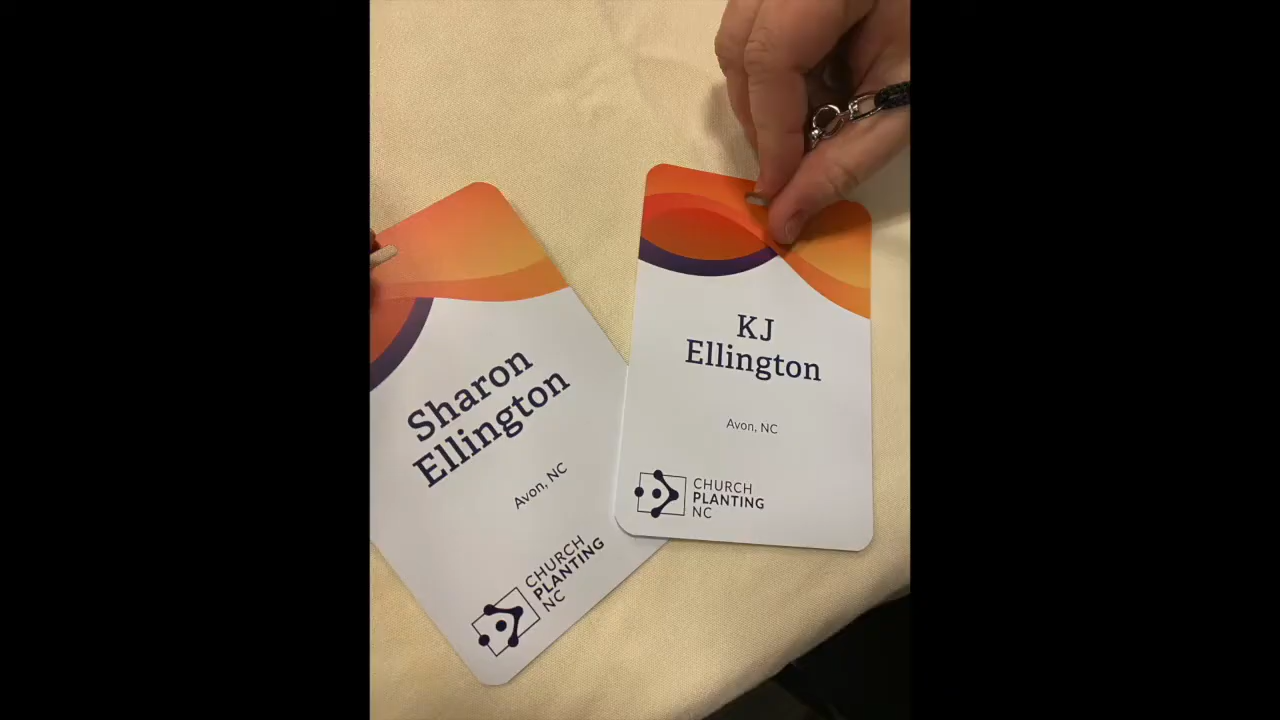 Sharon
Ellington
Avon, NC
CHURCH
PLANTING
NC
KJ
Ellington
Avon, NC
CHURCH
PLANTING
NC